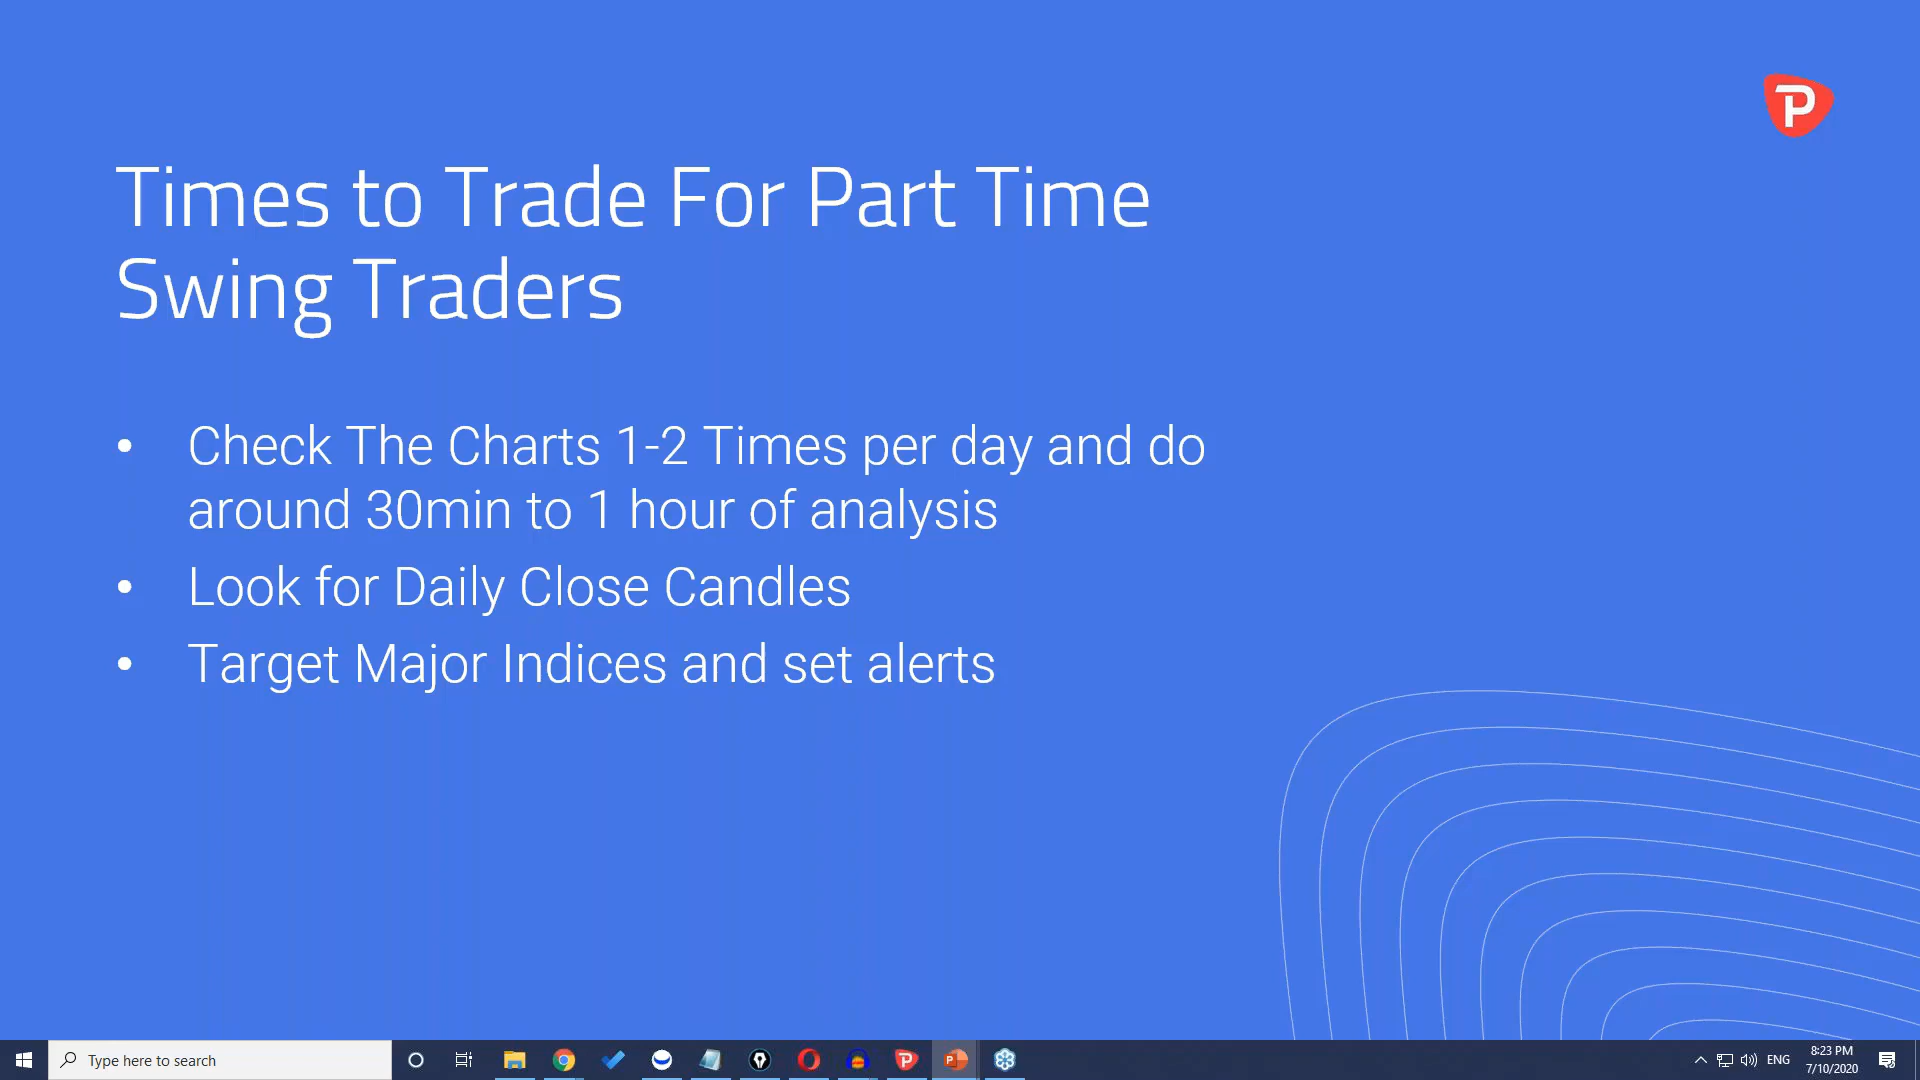 P
Times to Trade For Part Time
Swing Traders
• Check The Charts 1-2 Times per day and do
around 30min to 1 hour of analysis
• Look for Daily Close Candles
• Target Major Indices and set alerts
Type here to search
ENG
8:23 PM
7/10/2020